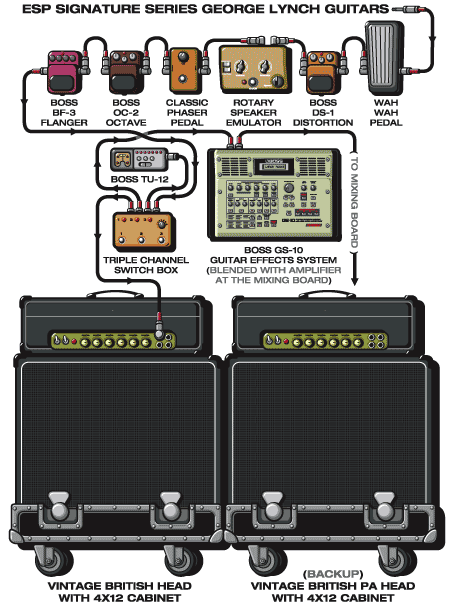 ESP SIGNATURE SERIES GEORGE LYNCH GUITARS
BOSS
BF-3
FLANGER
BOSS
OC-2
OCTAVE
CLASSIC
PHASER
PEDAL
ROTARY
SPEAKER
EMULATOR
BOSS
DS-1
DISTORTION
WAH
WAH
PEDAL
BOSS TU-12
(TO MIXING BOARD)
TRIPLE CHANNEL
SWITCH BOX
BOSS GS-10
GUITAR EFFECTS SYSTEM
(BLENDED WITH AMPLIFIER
AT THE MIXING BOARD)
VINTAGE BRITISH HEAD
WITH 4X12 CABINET
(BACKUP)
VINTAGE BRITISH PA HEAD
WITH 4X12 CABINET